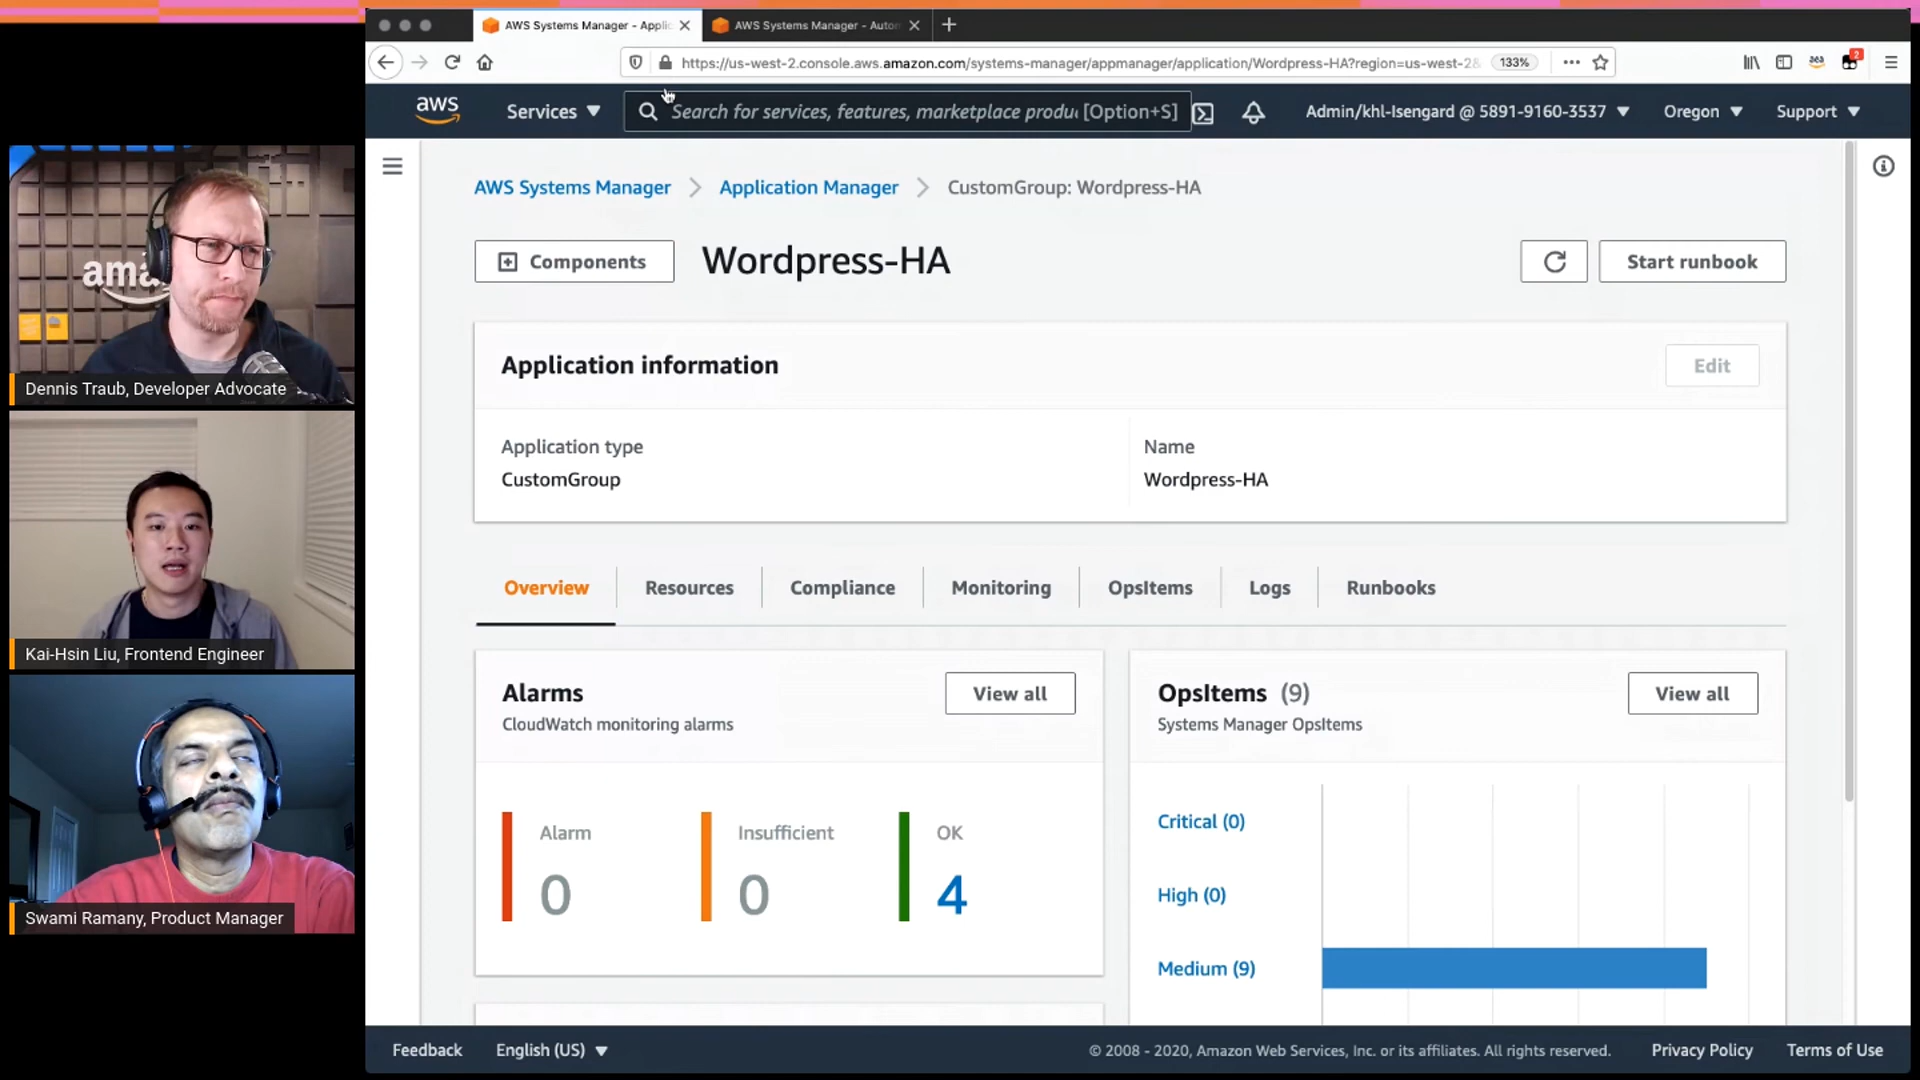 AWS Systems Manager - Applic
AWS Systems Manager - Autom
https://us-west-2.console.aws.amazon.com/systems-manager/appmanager/application/Wordpress-HA?region=us-west-2&
133%
2
aws
Services
Search for services, features, marketplace produc [Option+S]
Admin/khl-Isengard @ 5891-9160-3537
Oregon
Support
AWS Systems Manager
Application Manager
CustomGroup: Wordpress-HA
Components
Wordpress-HA
Start runbook
Application information
Edit
Application type
CustomGroup
Name
Wordpress-HA
Overview
Resources
Compliance
Monitoring
OpsItems
Logs
Runbooks
Alarms
CloudWatch monitoring alarms
View all
Alarm
0
Insufficient
0
OK
4
OpsItems (9)
Systems Manager OpsItems
View all
Critical (0)
High (0)
Medium (9)
Feedback
English (US)
© 2008 - 2020, Amazon Web Services, Inc. or its affiliates. All rights reserved.
Privacy Policy
Terms of Use
ama
Dennis Traub, Developer Advocate
Kai-Hsin Liu, Frontend Engineer
Swami Ramany, Product Manager